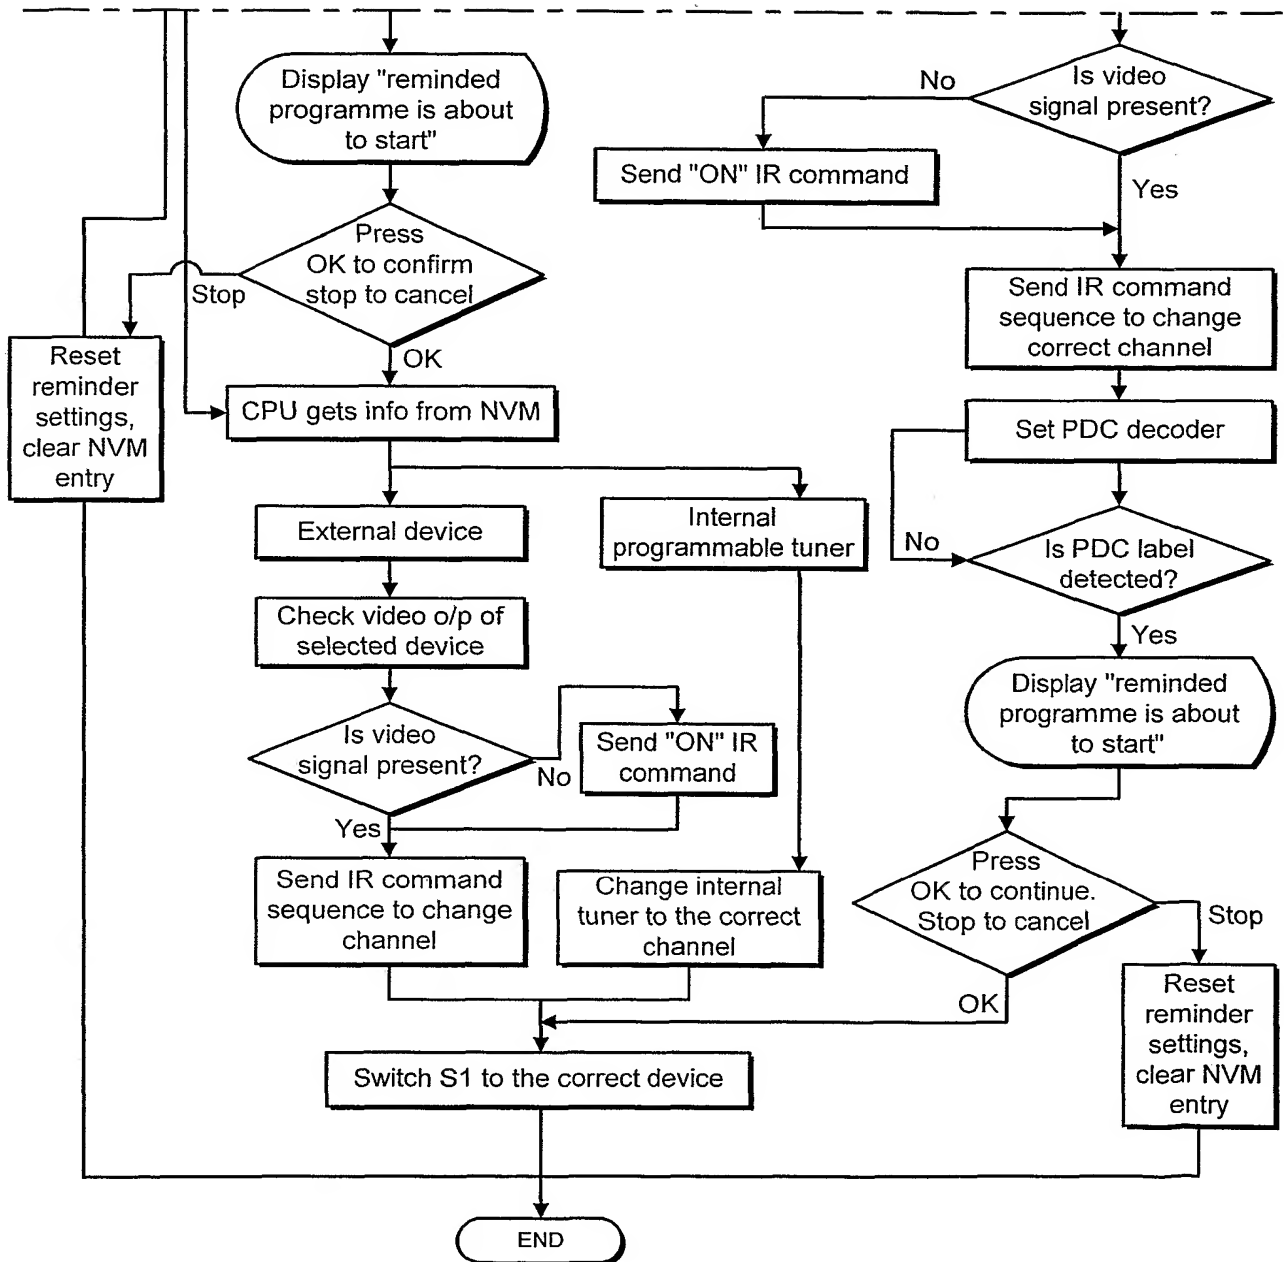 Display "reminded
programme is about
to start"
Press
OK to confirm
stop to cancel
Stop
OK
Reset
reminder
settings,
clear NVM
entry
CPU gets info from NVM
External device
Internal
programmable tuner
Check video o/p of
selected device
Is video
signal present?
No
Send "ON" IR
command
Yes
Send IR command
sequence to change
channel
Change internal
tuner to the correct
channel
Switch S1 to the correct device
END
Is video
signal present?
No
Send "ON" IR command
Yes
Send IR command
sequence to change
correct channel
Set PDC decoder
No
Is PDC label
detected?
Yes
Display "reminded
programme is about
to start"
Press
OK to continue.
Stop to cancel
Stop
OK
Reset
reminder
settings,
clear NVM
entry